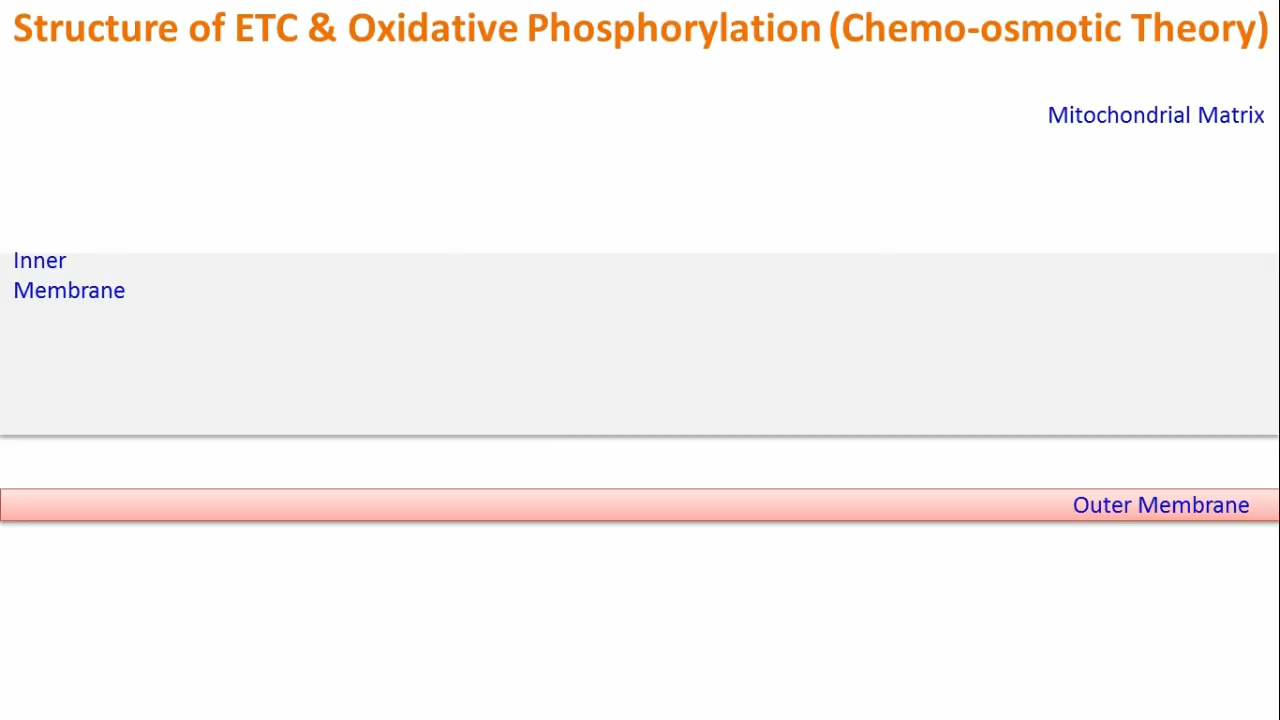 Structure of ETC & Oxidative Phosphorylation (Chemo-osmotic Theory)
Mitochondrial Matrix
Inner
Membrane
Outer Membrane